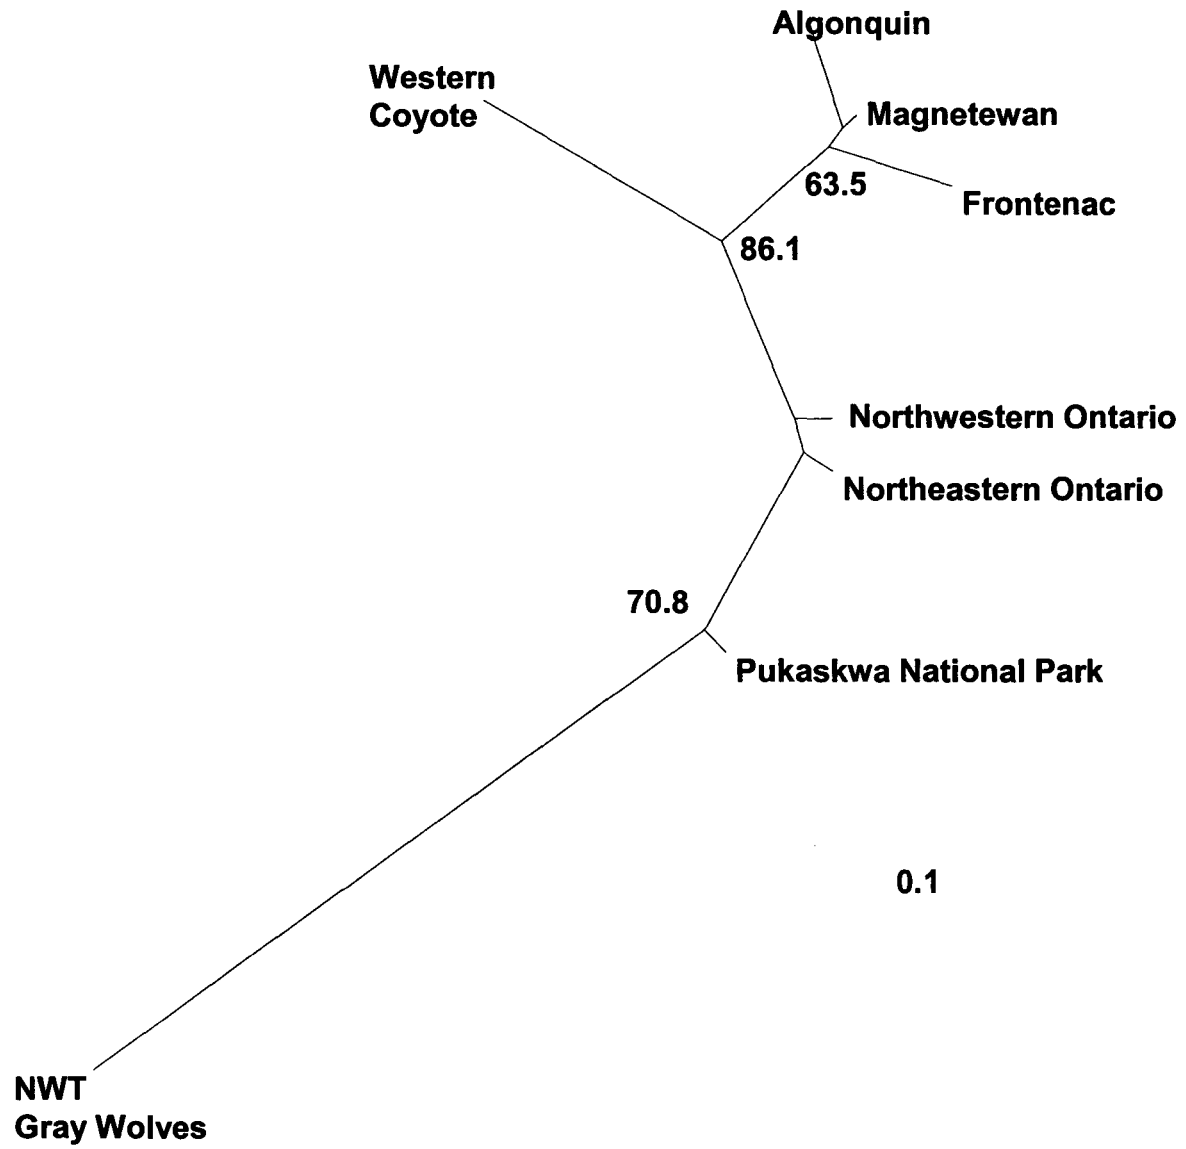 Algonquin
Western
Coyote
Magnetewan
63.5
Frontenac
86.1
Northwestern Ontario
Northeastern Ontario
70.8
Pukaskwa National Park
0.1
NWT
Gray Wolves